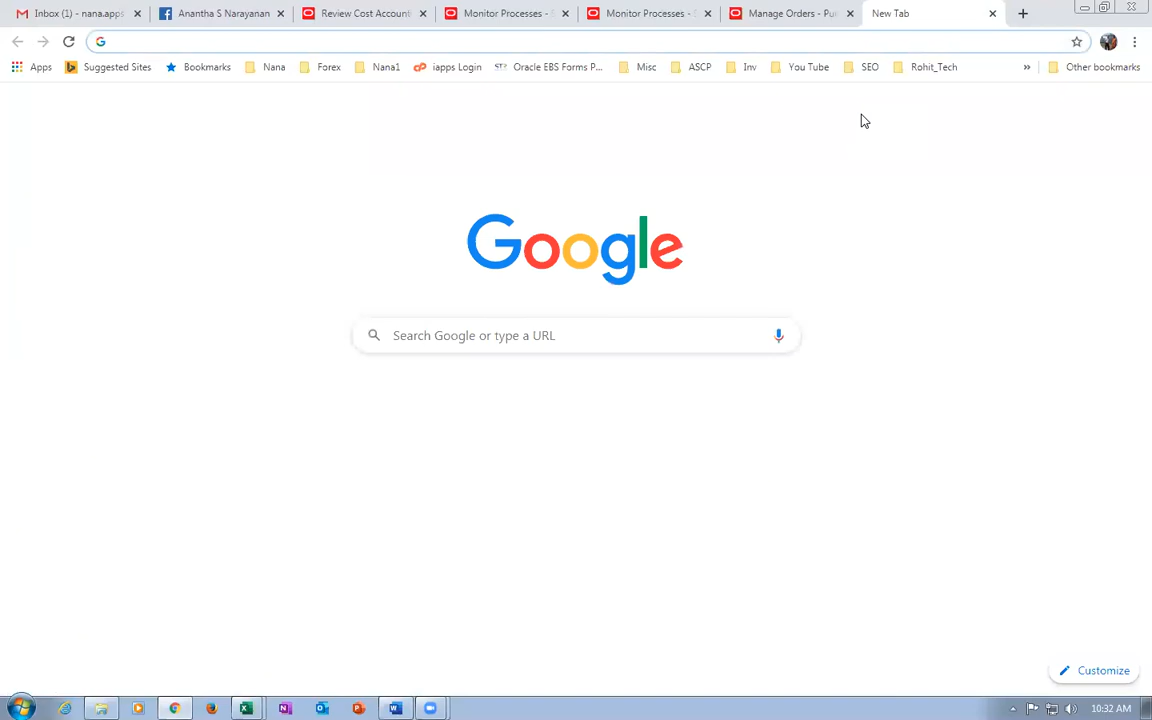 Inbox (1) - nana.apps
Anantha S Narayanan
Review Cost Account
Monitor Processes - S
Monitor Processes - S
Manage Orders - Pu
New Tab
Apps
Suggested Sites
Bookmarks
Nana
Forex
Nana1
iapps Login
Oracle EBS Forms P...
Misc
ASCP
Inv
You Tube
SEO
Rohit_Tech
»
Other bookmarks
Google
Search Google or type a URL
Customize
10:32 AM